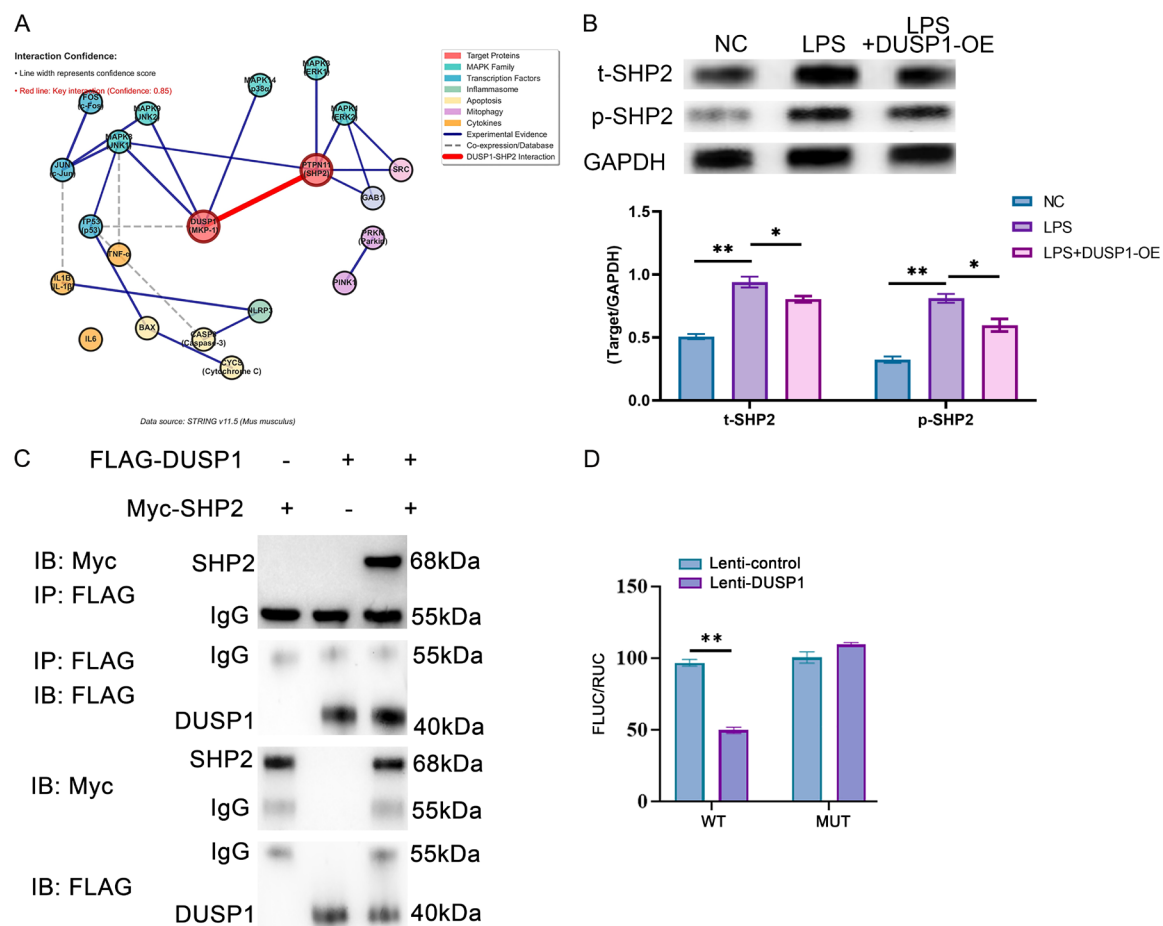 A
Interaction Confidence:
• Line width represents confidence score
• Red line: Key interaction (Confidence: 0.85)
FOS
(c-Fos)
MAPK9
(JNK2)
MAPK8
(JNK1)
JUN
(c-Jun)
MAPK14
(p38α)
MAPK3
(ERK1)
MAPK1
(ERK2)
PTPN11
(SHP2)
SRC
GAB1
DUSP1
(MKP-1)
TP53
(p53)
TNF-α
PRKN
(Parkin)
PINK1
IL1B
(IL-1β)
NLRP3
BAX
CASP3
(Caspase-3)
IL6
CYCS
(Cytochrome C)
Target Proteins
MAPK Family
Transcription Factors
Inflammasome
Apoptosis
Mitophagy
Cytokines
Experimental Evidence
Co-expression/Database
DUSP1-SHP2 Interaction
Data source: STRING v11.5 (Mus musculus)
B
NC LPS LPS
+DUSP1-OE
t-SHP2
p-SHP2
GAPDH
NC
LPS
LPS+DUSP1-OE
(Target/GAPDH)
1.5
1.0
0.5
0.0
** *
** *
t-SHP2 p-SHP2
C
FLAG-DUSP1 - + +
Myc-SHP2 + - +
IB: Myc
IP: FLAG
SHP2 68kDa
IgG 55kDa
IP: FLAG
IB: FLAG
IgG 55kDa
DUSP1 40kDa
IB: Myc
SHP2 68kDa
IgG 55kDa
IB: FLAG
IgG 55kDa
DUSP1 40kDa
D
Lenti-control
Lenti-DUSP1
FLUC/RUC
150
100
50
0
**
WT MUT